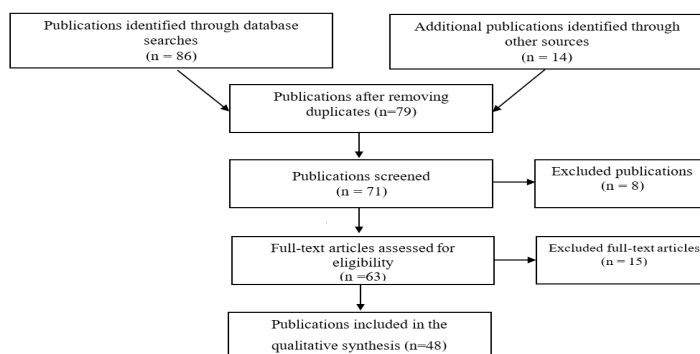 Publications identified through database
searches
(n = 86)
Additional publications identified through
other sources
(n = 14)
Publications after removing
duplicates (n=79)
Publications screened
(n = 71)
Excluded publications
(n = 8)
Full-text articles assessed for
eligibility
(n =63)
Excluded full-text articles
(n = 15)
Publications included in the
qualitative synthesis (n=48)